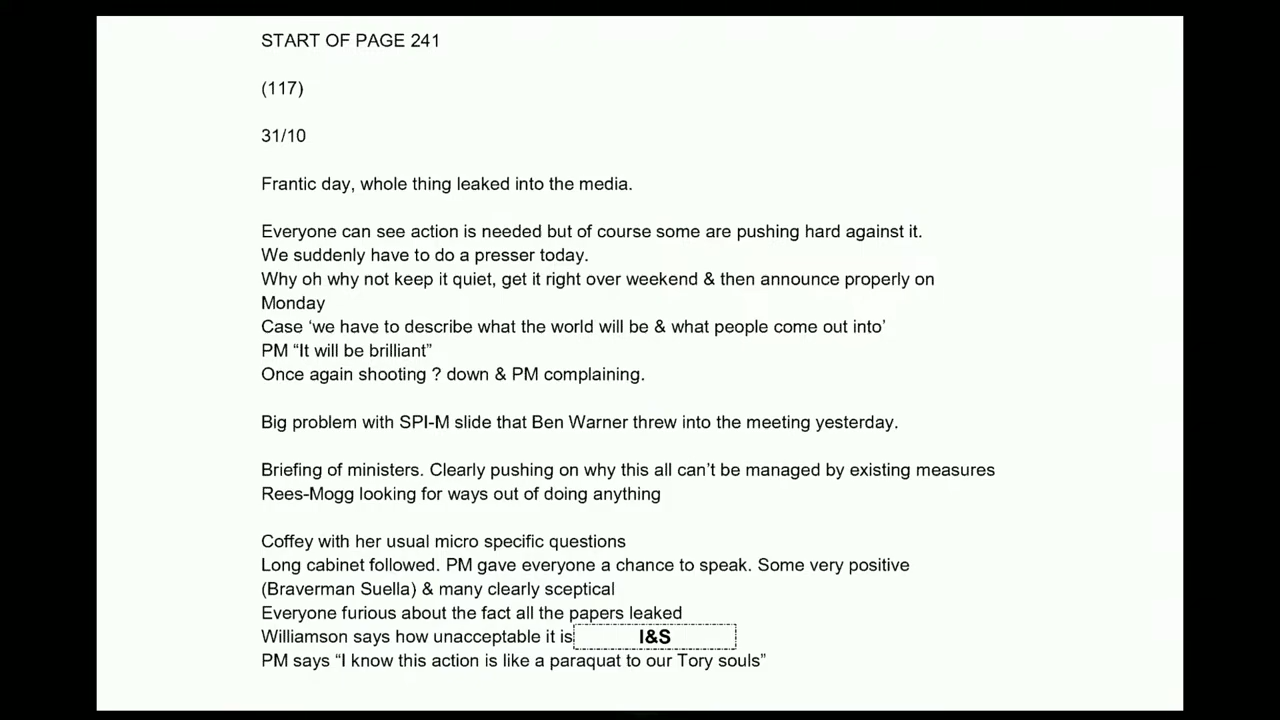 START OF PAGE 241
(117)
31/10
Frantic day, whole thing leaked into the media.
Everyone can see action is needed but of course some are pushing hard against it.
We suddenly have to do a presser today.
Why oh why not keep it quiet, get it right over weekend & then announce properly on
Monday
Case ‘we have to describe what the world will be & what people come out into’
PM “It will be brilliant”
Once again shooting ? down & PM complaining.
Big problem with SPI-M slide that Ben Warner threw into the meeting yesterday.
Briefing of ministers. Clearly pushing on why this all can’t be managed by existing measures
Rees-Mogg looking for ways out of doing anything
Coffey with her usual micro specific questions
Long cabinet followed. PM gave everyone a chance to speak. Some very positive
(Braverman Suella) & many clearly sceptical
Everyone furious about the fact all the papers leaked
Williamson says how unacceptable it is I&S
PM says “I know this action is like a paraquat to our Tory souls”